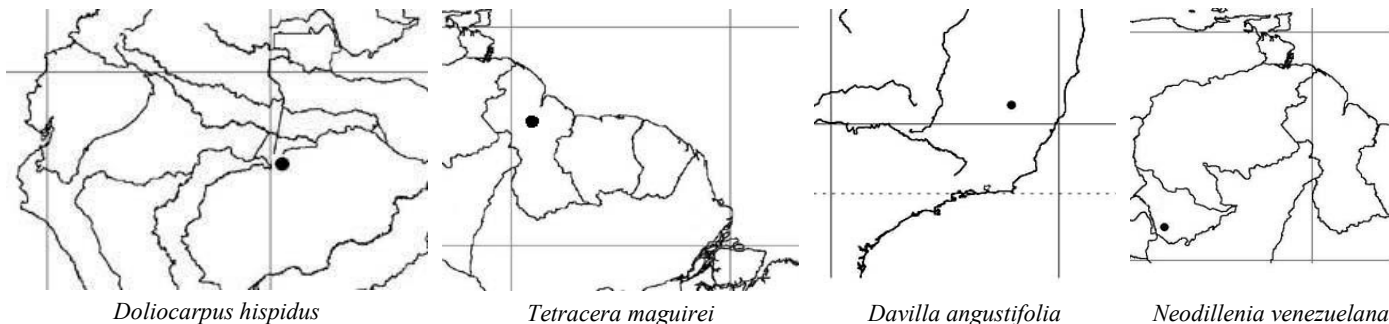 Doliocarpus hispidus
Tetracera maguirei
Davilla angustifolia
Neodillenia venezuelana